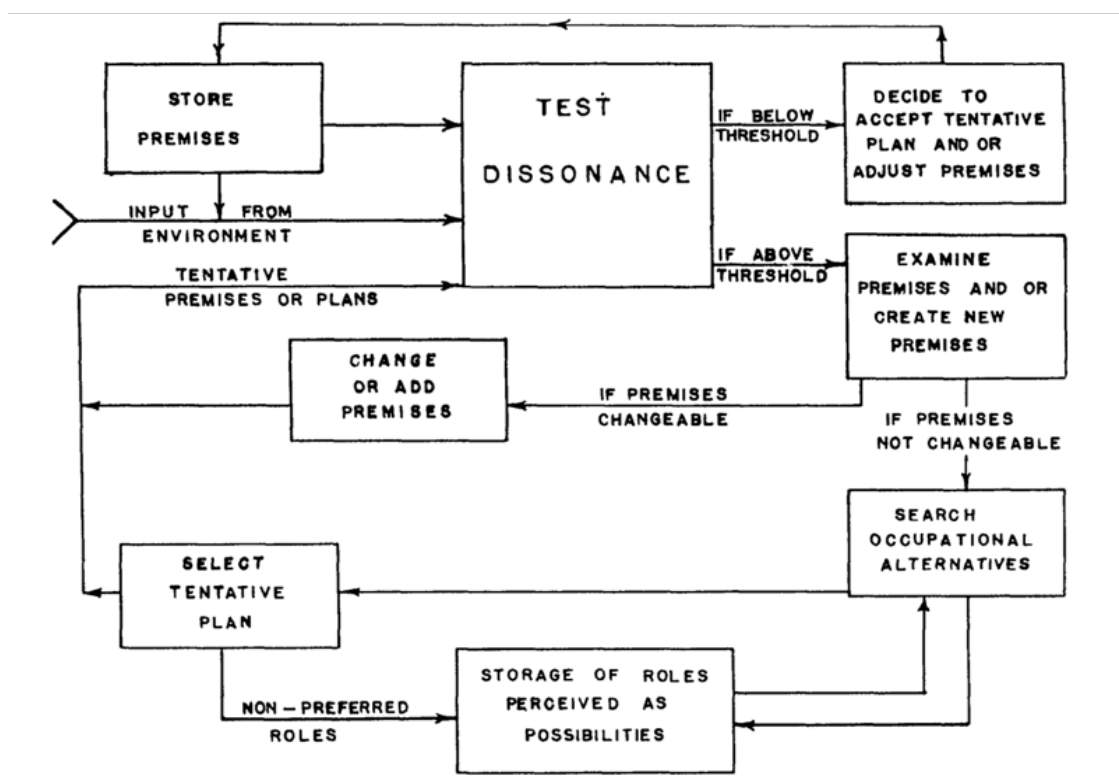 STORE
PREMISES
TEST
DISSONANCE
IF BELOW
THRESHOLD
DECIDE TO
ACCEPT TENTATIVE
PLAN AND OR
ADJUST PREMISES
INPUT FROM
ENVIRONMENT
TENTATIVE
PREMISES OR PLANS
IF ABOVE
THRESHOLD
EXAMINE
PREMISES AND OR
CREATE NEW
PREMISES
CHANGE
OR ADD
PREMISES
IF PREMISES
CHANGEABLE
IF PREMISES
NOT CHANGEABLE
SEARCH
OCCUPATIONAL
ALTERNATIVES
SELECT
TENTATIVE
PLAN
NON-PREFERRED
ROLES
STORAGE OF ROLES
PERCEIVED AS
POSSIBILITIES